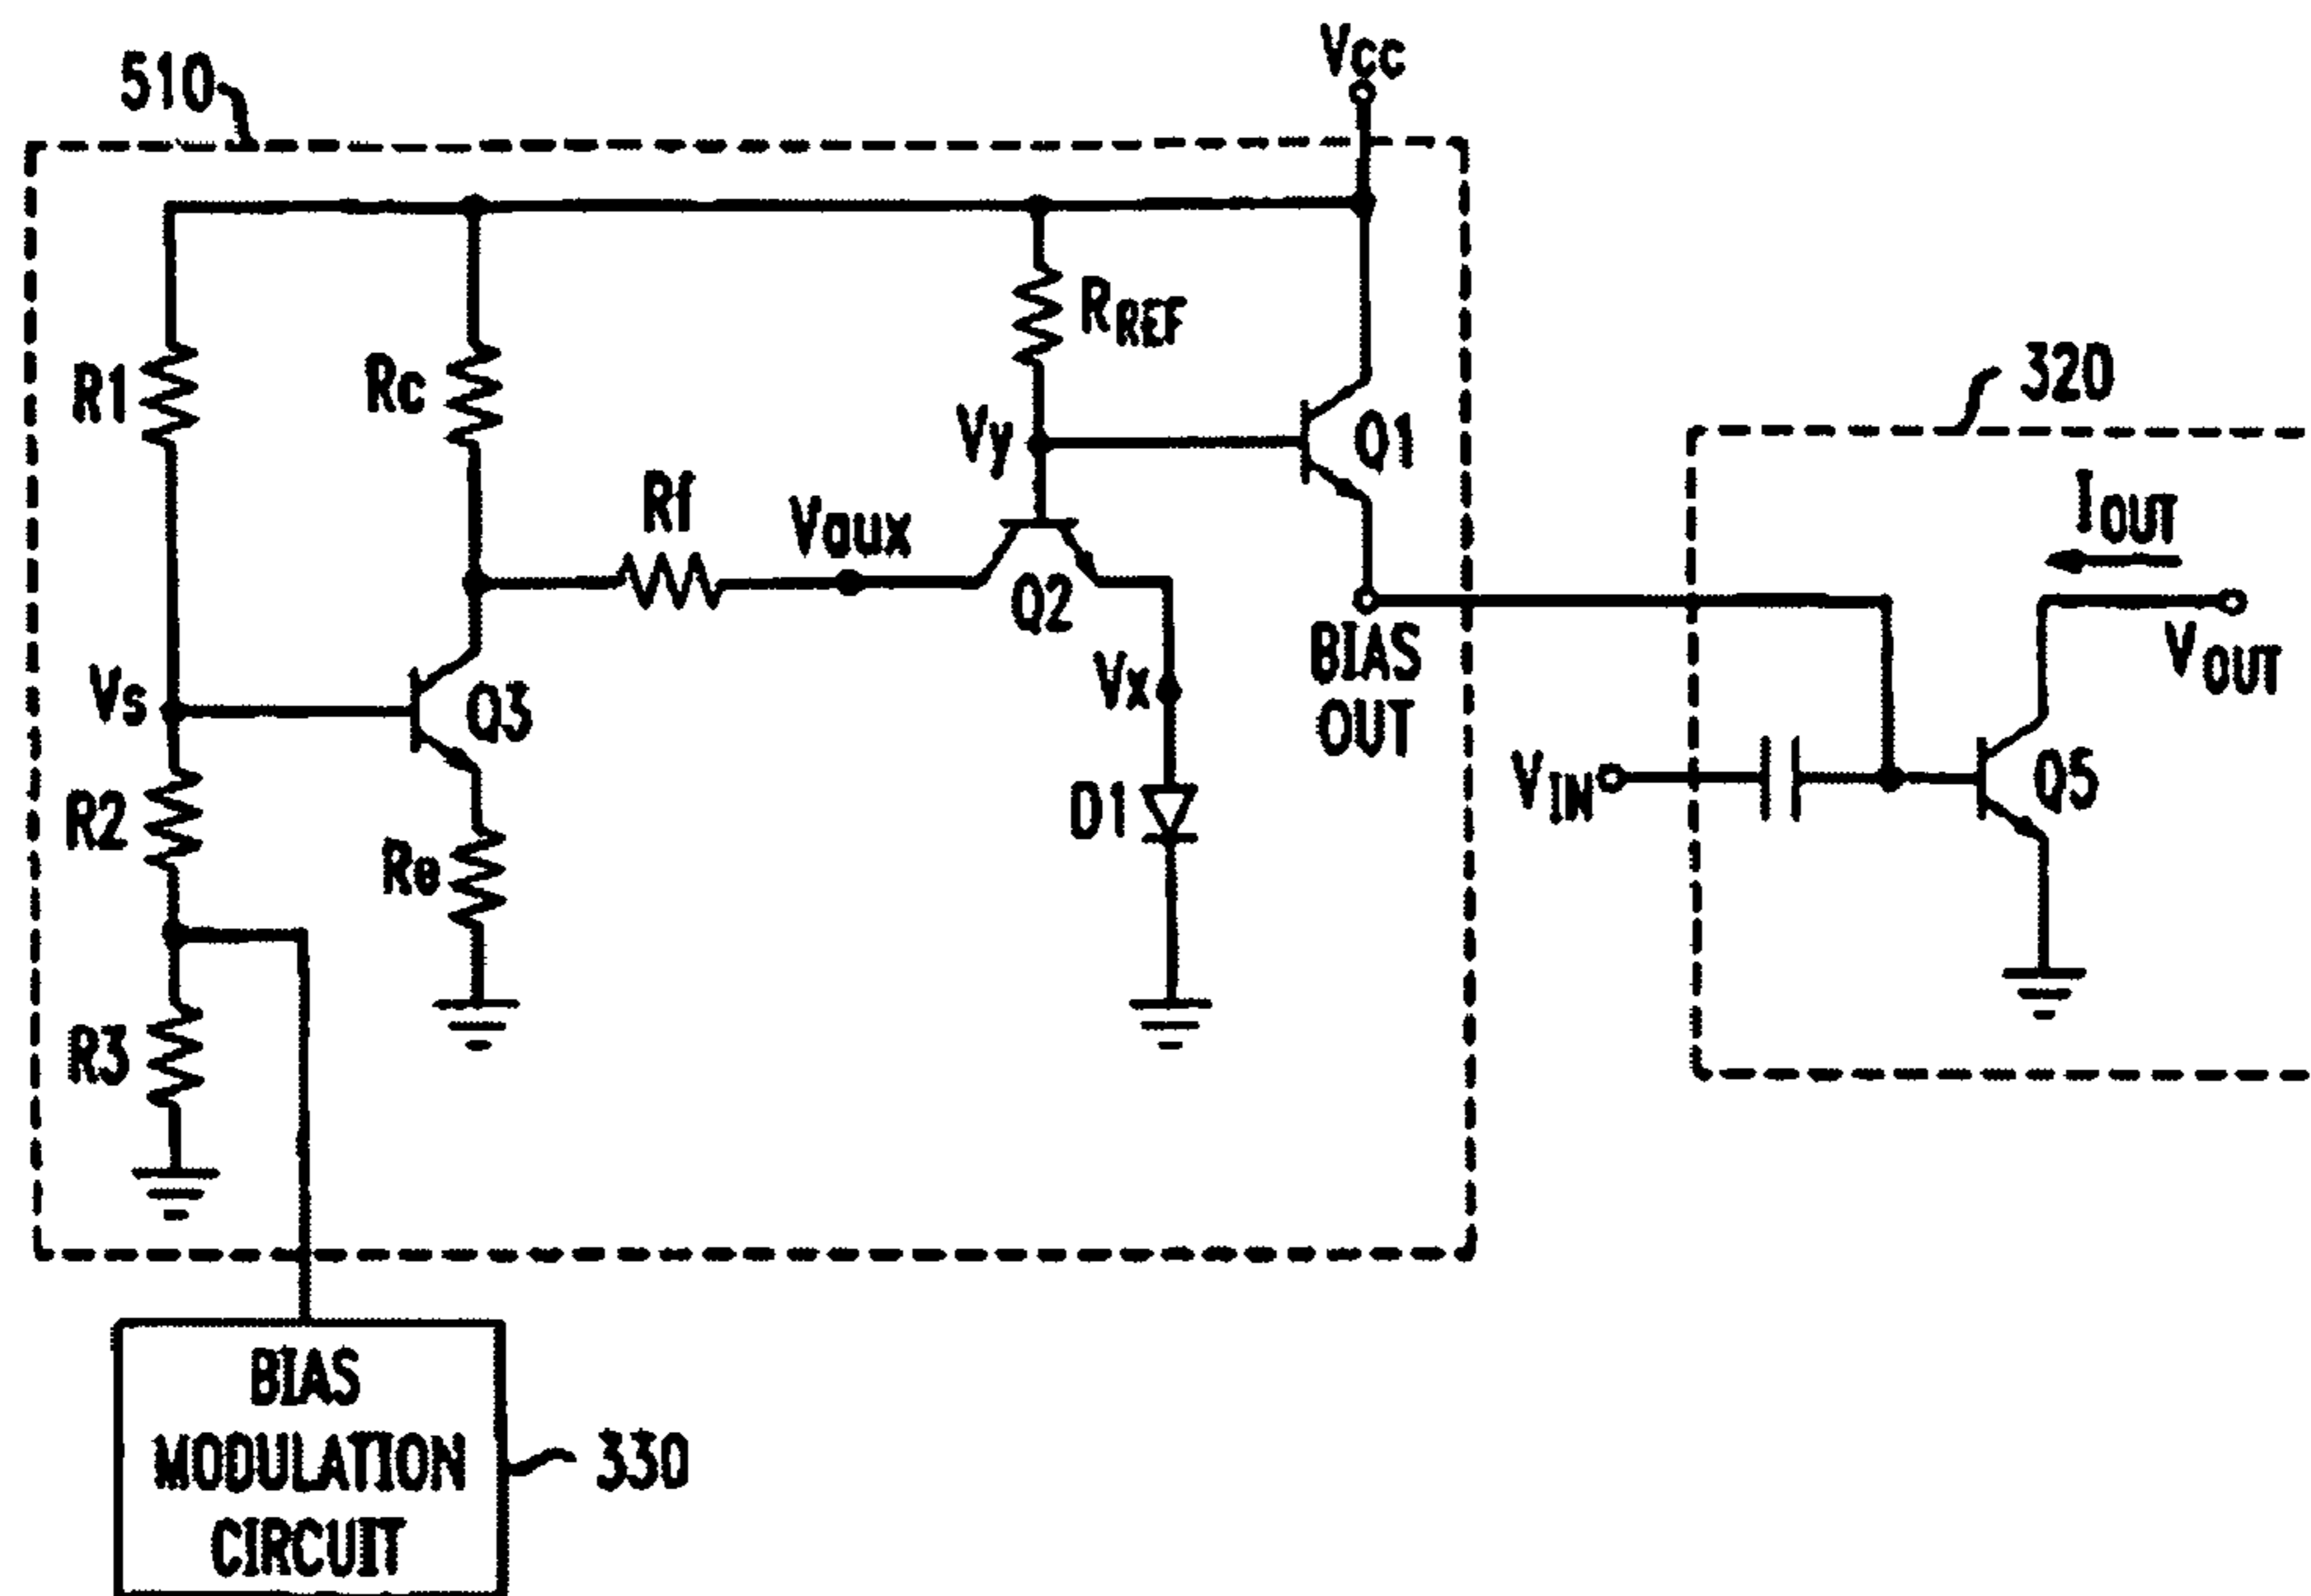 510
Vcc
R1
Rc
RREF
320
Vy
Q1
Rf
Vaux
IOUT
Q2
BIAS
OUT
VOUT
Vs
Q3
Vx
R2
D1
VIN
Q5
Re
R3
BIAS
MODULATION
CIRCUIT
330